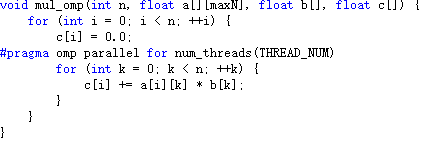 void mul_omp(int n, float a[][maxN], float b[], float c[]) {
    for (int i = 0; i < n; ++i) {
        c[i] = 0.0;
#pragma omp parallel for num_threads(THREAD_NUM)
        for (int k = 0; k < n; ++k) {
            c[i] += a[i][k] * b[k];
        }
    }
}